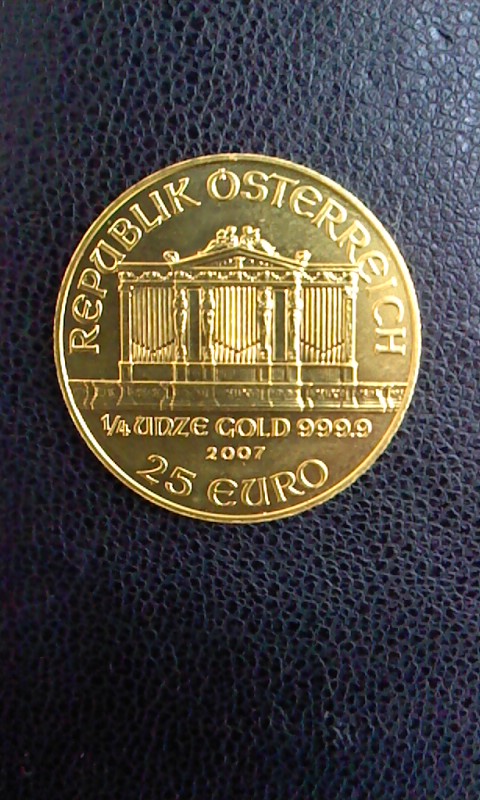 REPUBLIK ÖSTERREICH
1/4 UNZE GOLD 999.9
2007
25 EURO